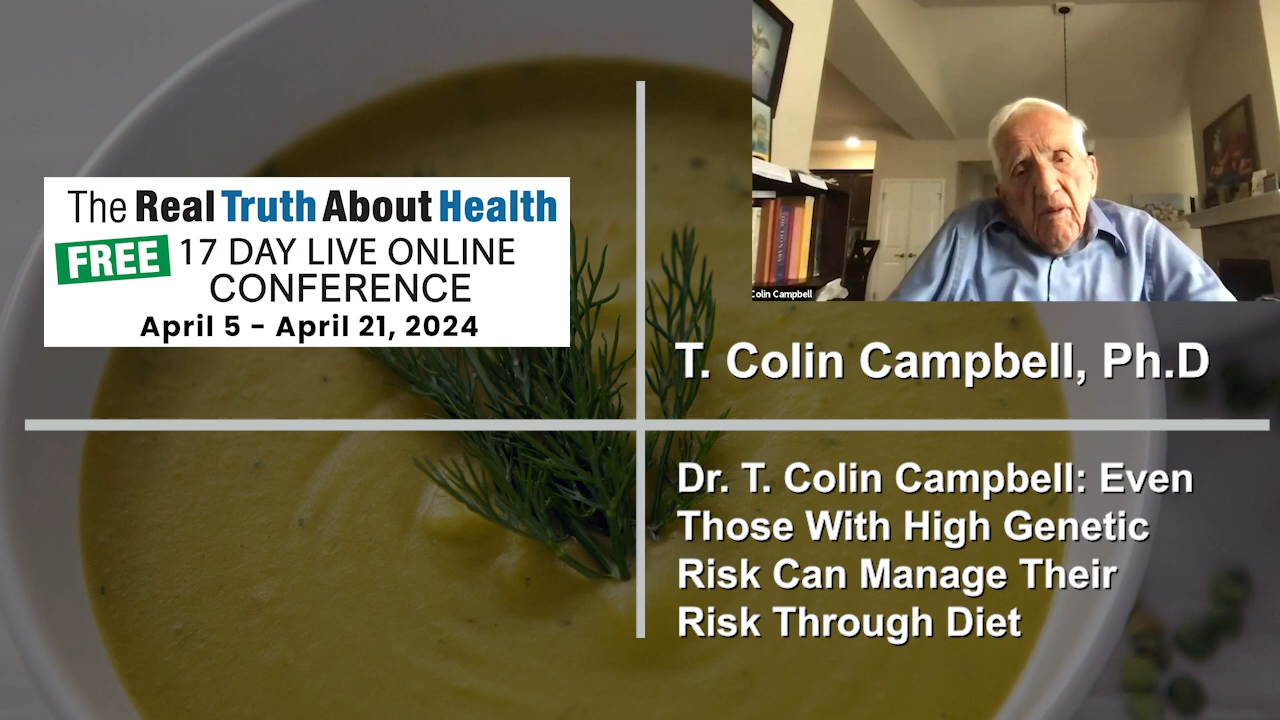 The Real Truth About Health
FREE 17 DAY LIVE ONLINE
CONFERENCE
April 5 - April 21, 2024
Colin Campbell
T. Colin Campbell, Ph.D
Dr. T. Colin Campbell: Even
Those With High Genetic
Risk Can Manage Their
Risk Through Diet
DICTIONARY